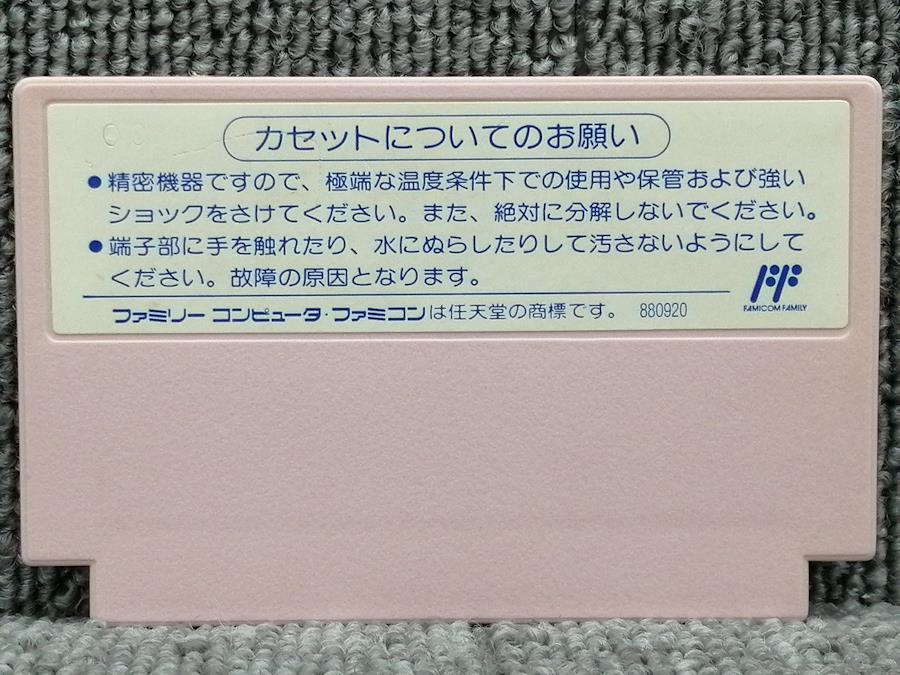 カセットについてのお願い
●精密機器ですので、極端な温度条件下での使用や保管および強い
ショックをさけてください。また、絶対に分解しないでください。
●端子部に手を触れたり、水にぬらしたりして汚さないようにして
ください。故障の原因となります。
FF
FAMICOM FAMILY
ファミリー コンピュータ・ファミコンは任天堂の商標です。 880920